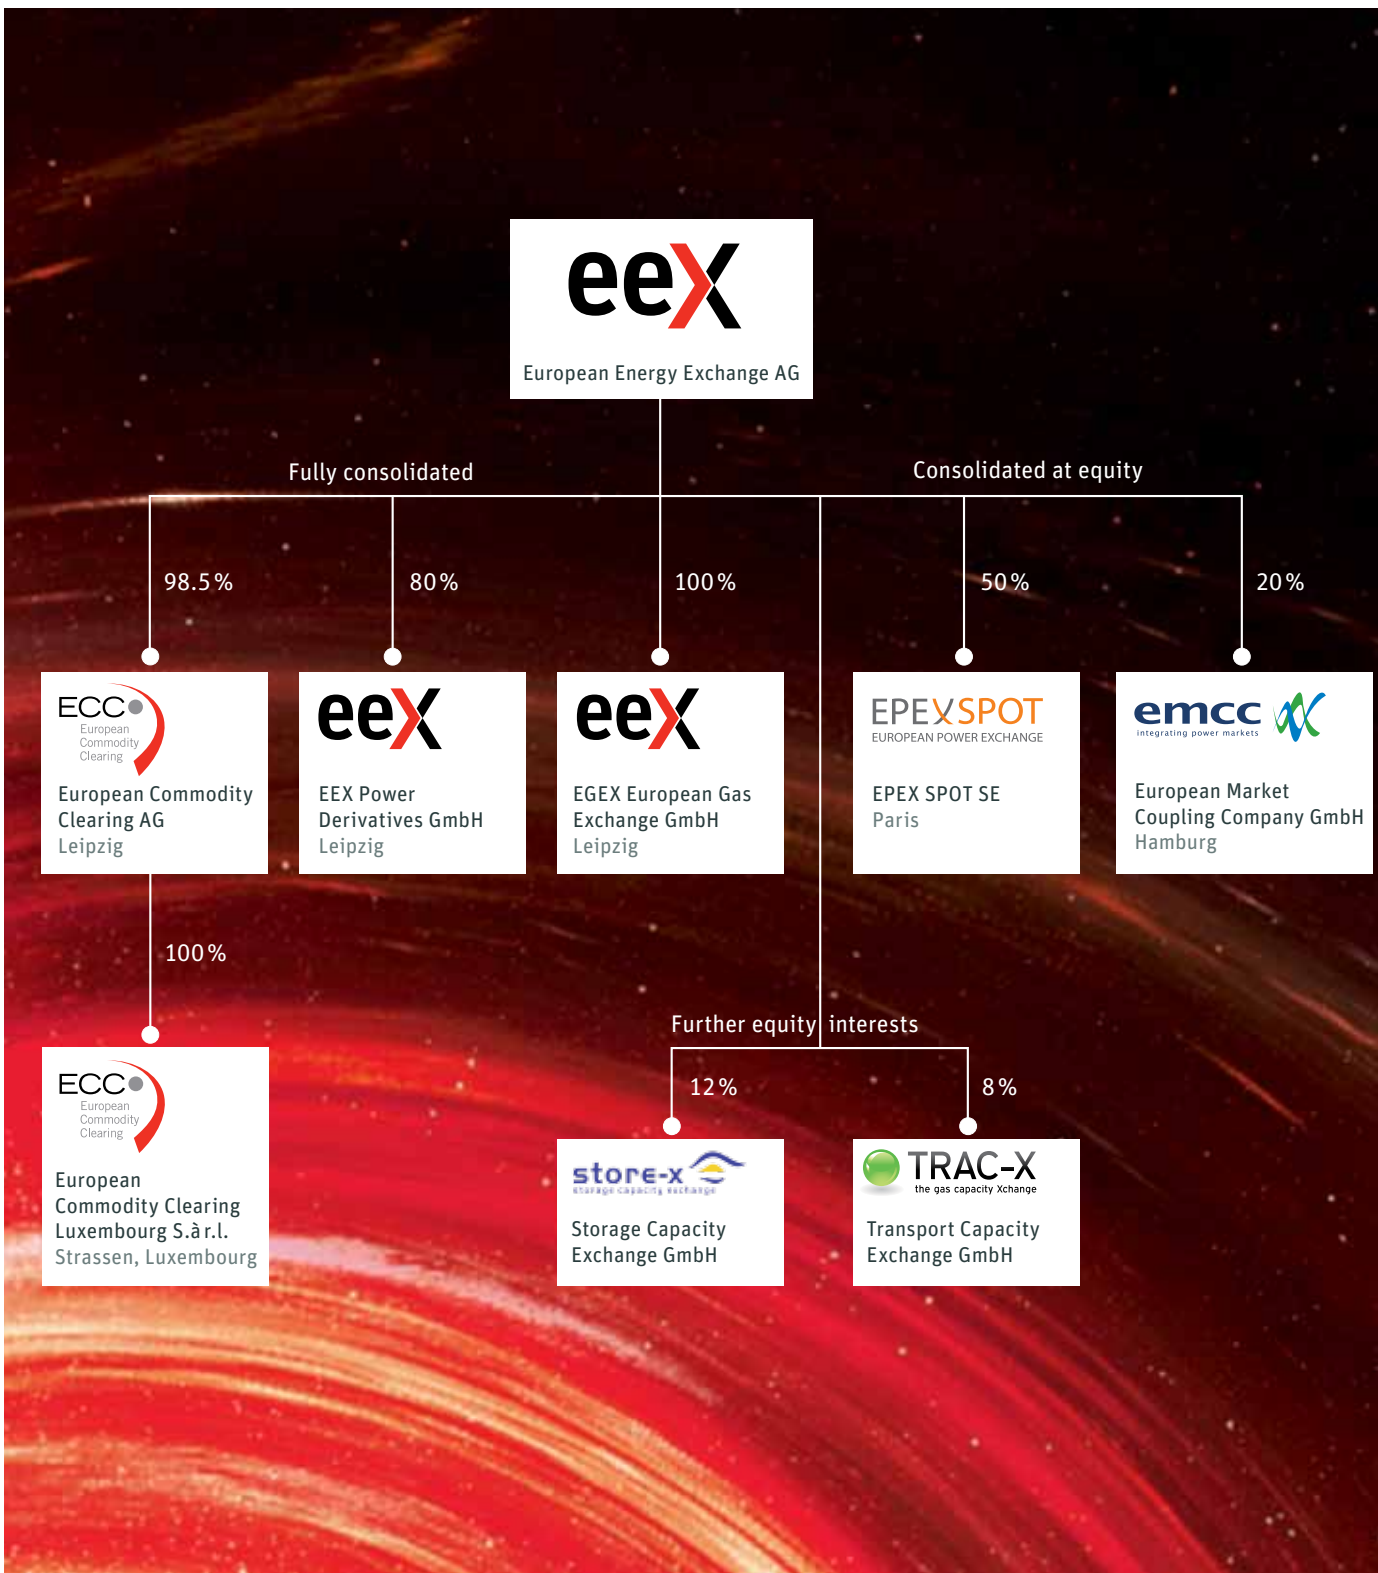 eex
European Energy Exchange AG
Fully consolidated
Consolidated at equity
98.5%
80%
100%
50%
20%
ECC
European
Commodity
Clearing
European Commodity
Clearing AG
Leipzig
eex
EEX Power
Derivatives GmbH
Leipzig
eex
EGEX European Gas
Exchange GmbH
Leipzig
EPEXSPOT
EUROPEAN POWER EXCHANGE
EPEX SPOT SE
Paris
emcc
integrating power markets
European Market
Coupling Company GmbH
Hamburg
100%
Further equity interests
12%
8%
ECC
European
Commodity
Clearing
European
Commodity Clearing
Luxembourg S.à r.l.
Strassen, Luxembourg
store-x
storage capacity exchange
Storage Capacity
Exchange GmbH
TRAC-X
the gas capacity Xchange
Transport Capacity
Exchange GmbH